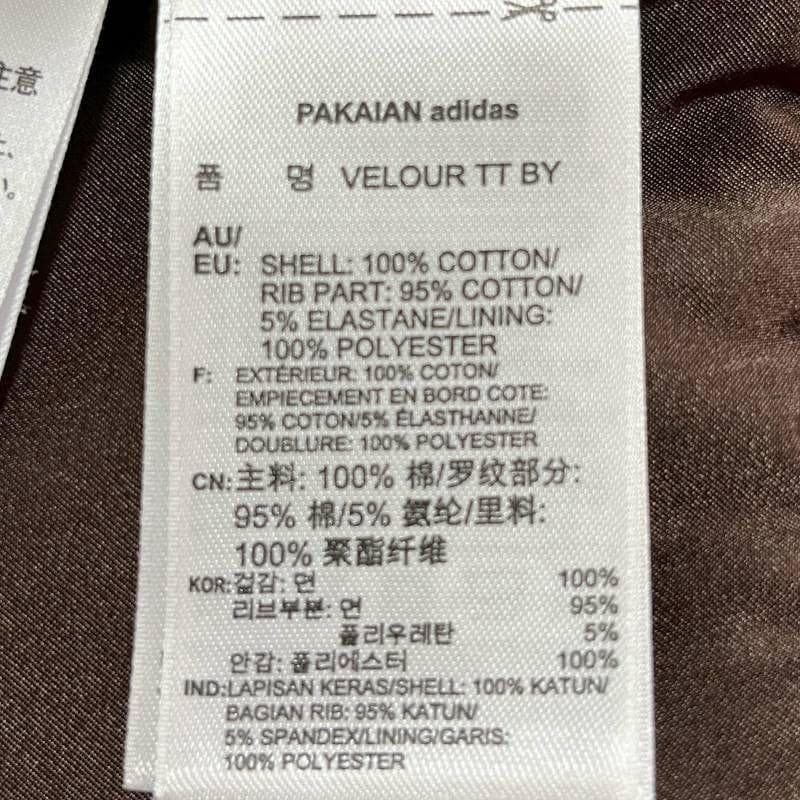 注意
PAKAIAN adidas
품 명 VELOUR TT BY
AU/
EU: SHELL: 100% COTTON/
RIB PART: 95% COTTON/
5% ELASTANE/LINING:
100% POLYESTER
F: EXTÉRIEUR: 100% COTON/
EMPIECEMENT EN BORD COTE:
95% COTON/5% ÉLASTHANNE/
DOUBLURE: 100% POLYESTER
CN: 主料: 100% 棉/罗纹部分:
95% 棉/5% 氨纶/里料:
100% 聚酯纤维
KOR: 겉감: 면 100%
리브부분: 면 95%
폴리우레탄 5%
안감: 폴리에스터 100%
IND: LAPISAN KERAS/SHELL: 100% KATUN/
BAGIAN RIB: 95% KATUN/
5% SPANDEX/LINING/GARIS:
100% POLYESTER